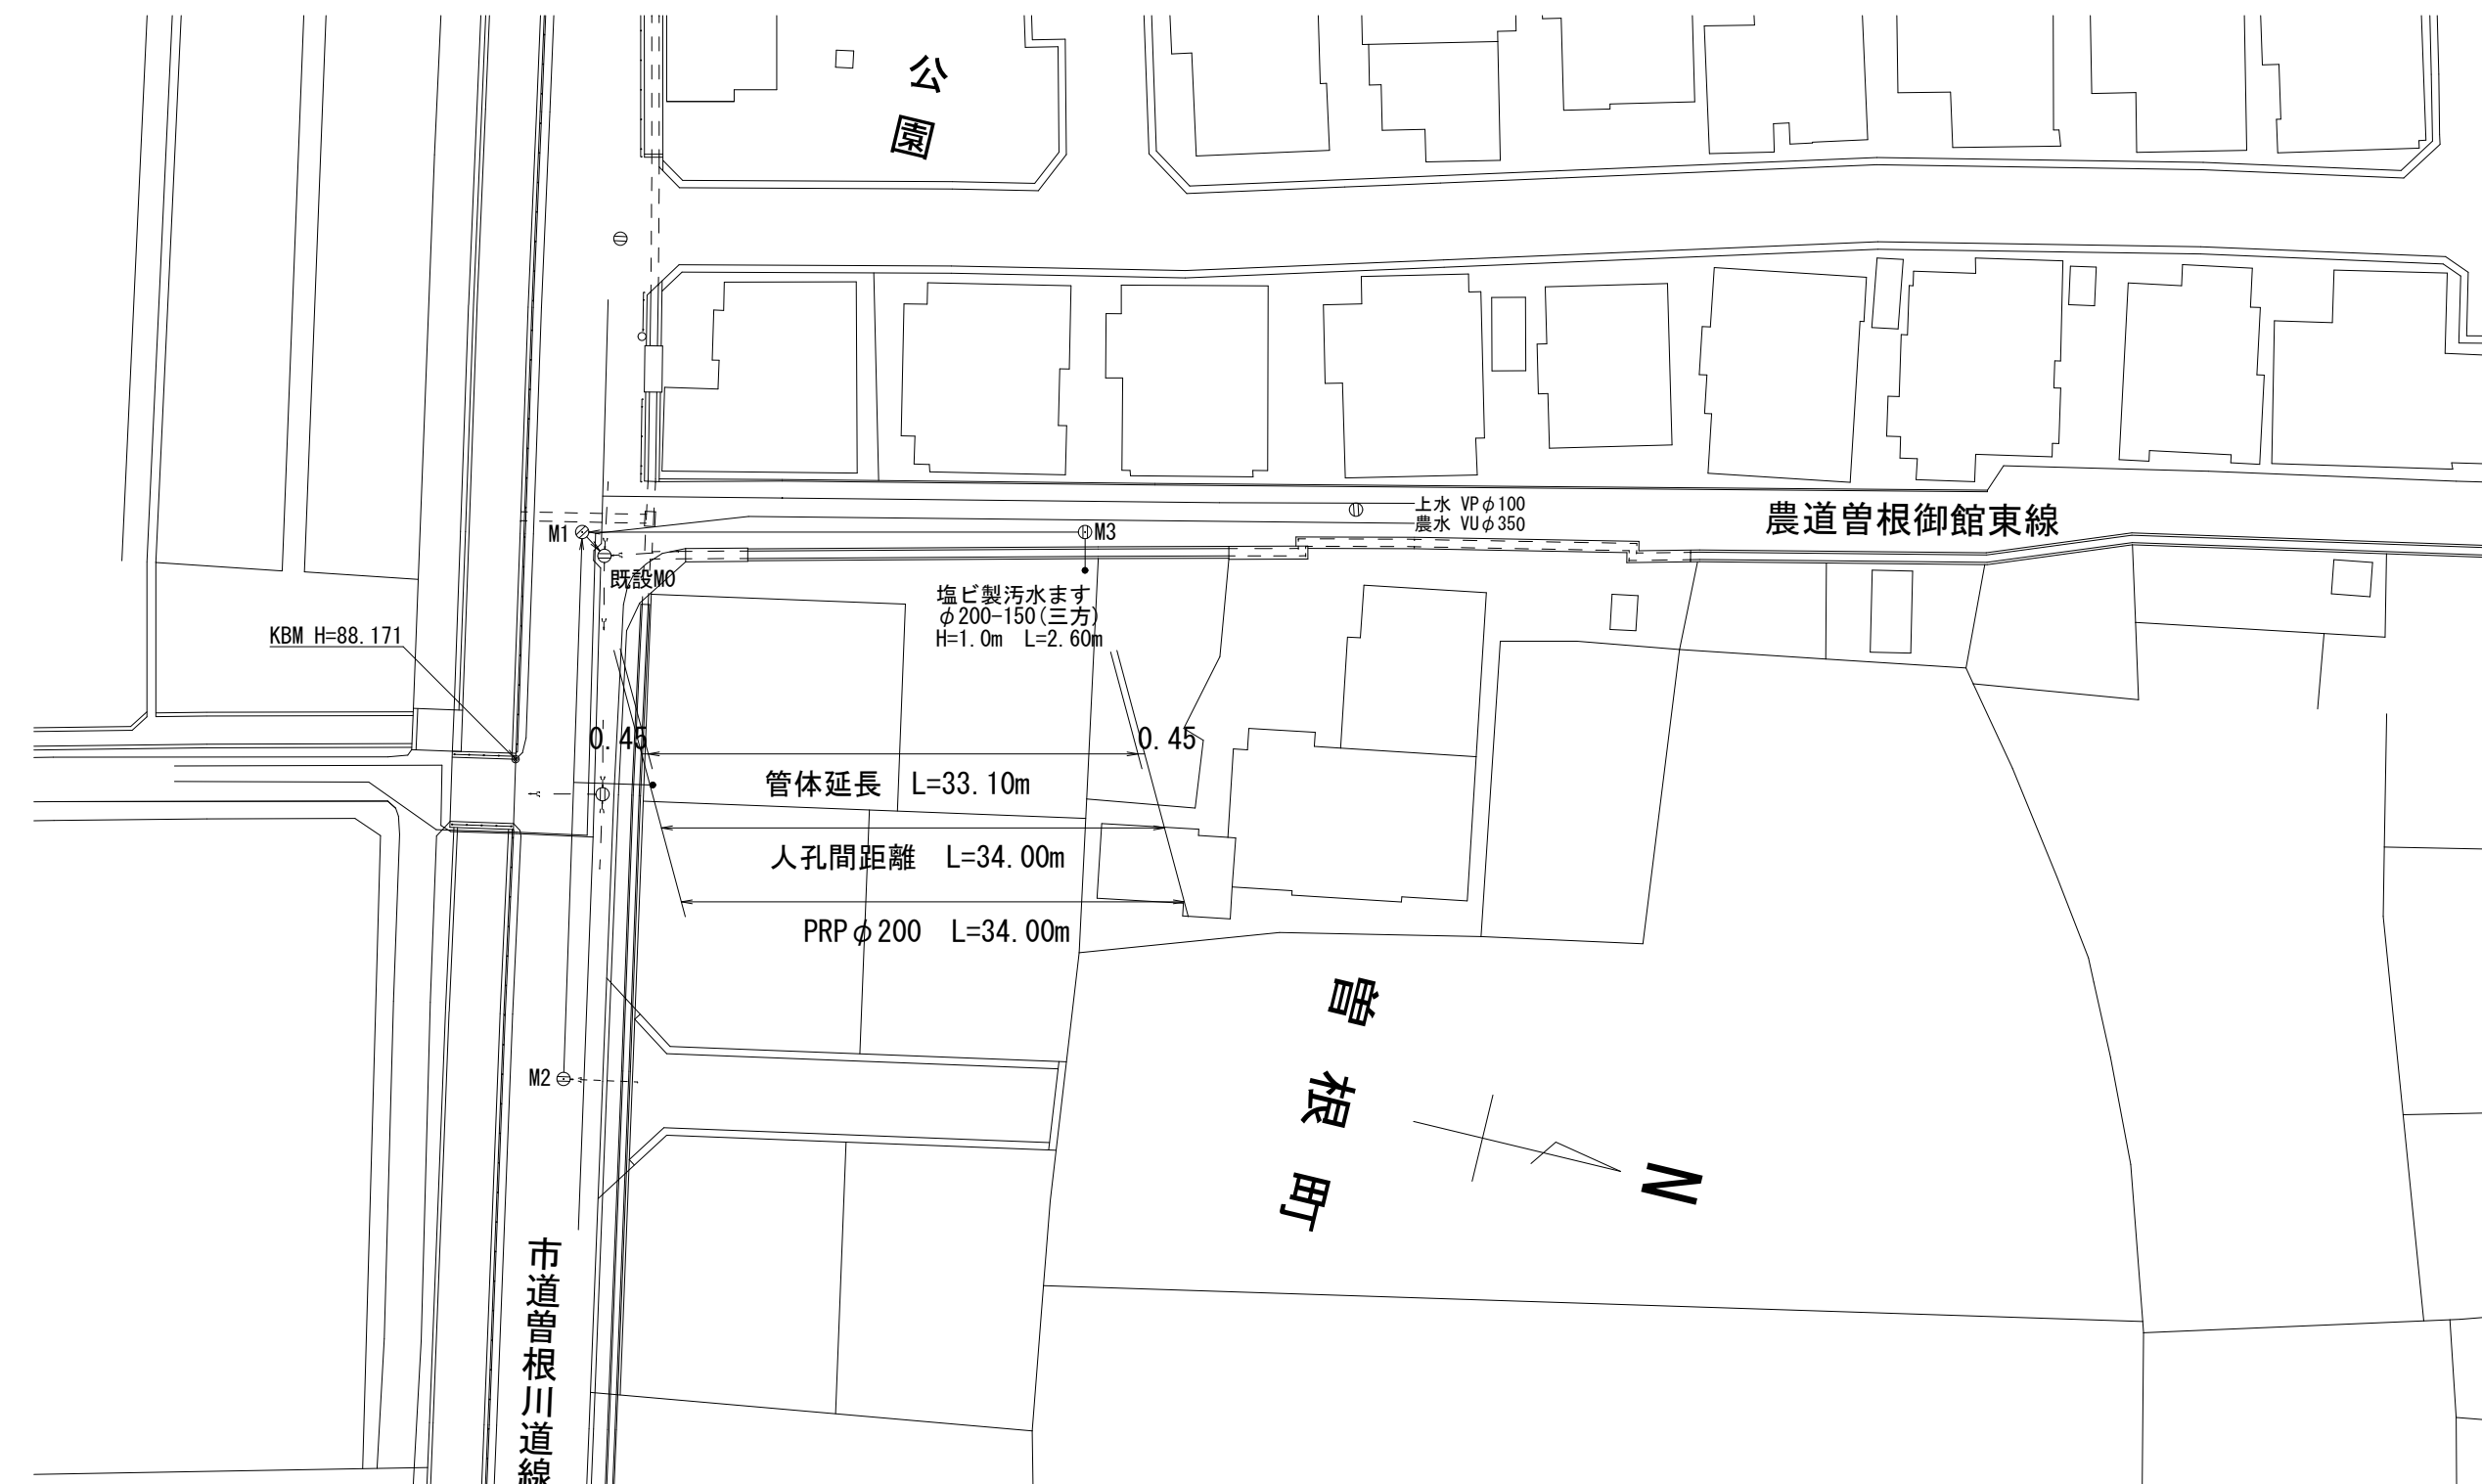 公園
上水 VPφ100
農水 VUφ350
農道曽根御館東線
M1
M3
既設M0
塩ビ製汚水ます
φ200-150(三方)
H=1.0m L=2.60m
KBM H=88.171
0.45
0.45
管体延長 L=33.10m
人孔間距離 L=34.00m
PRPφ200 L=34.00m
曽根町
M2
N
市道曽根川道線